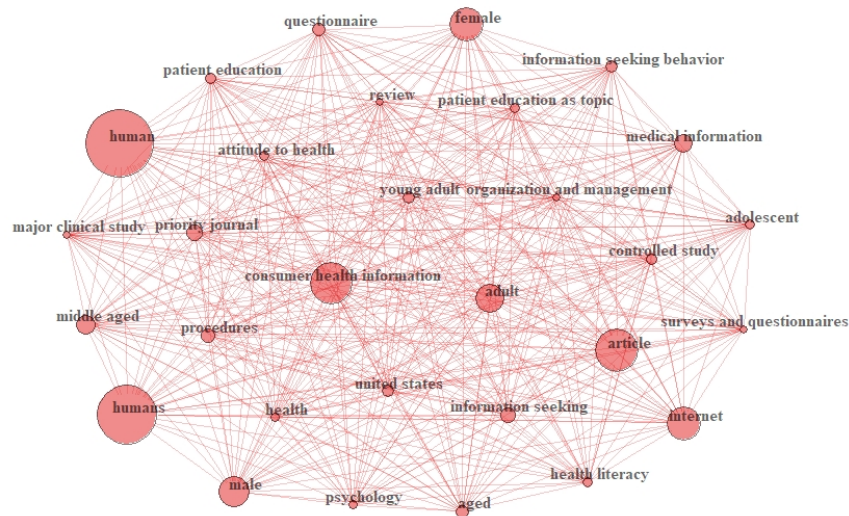 questionnaire
female
information seeking behavior
patient education
review
patient education as topic
human
medical information
attitude to health
young adult
organization and management
major clinical study
priority journal
adolescent
controlled study
consumer health information
adult
middle aged
procedures
surveys and questionnaires
article
united states
humans
health
information seeking
internet
male
psychology
aged
health literacy